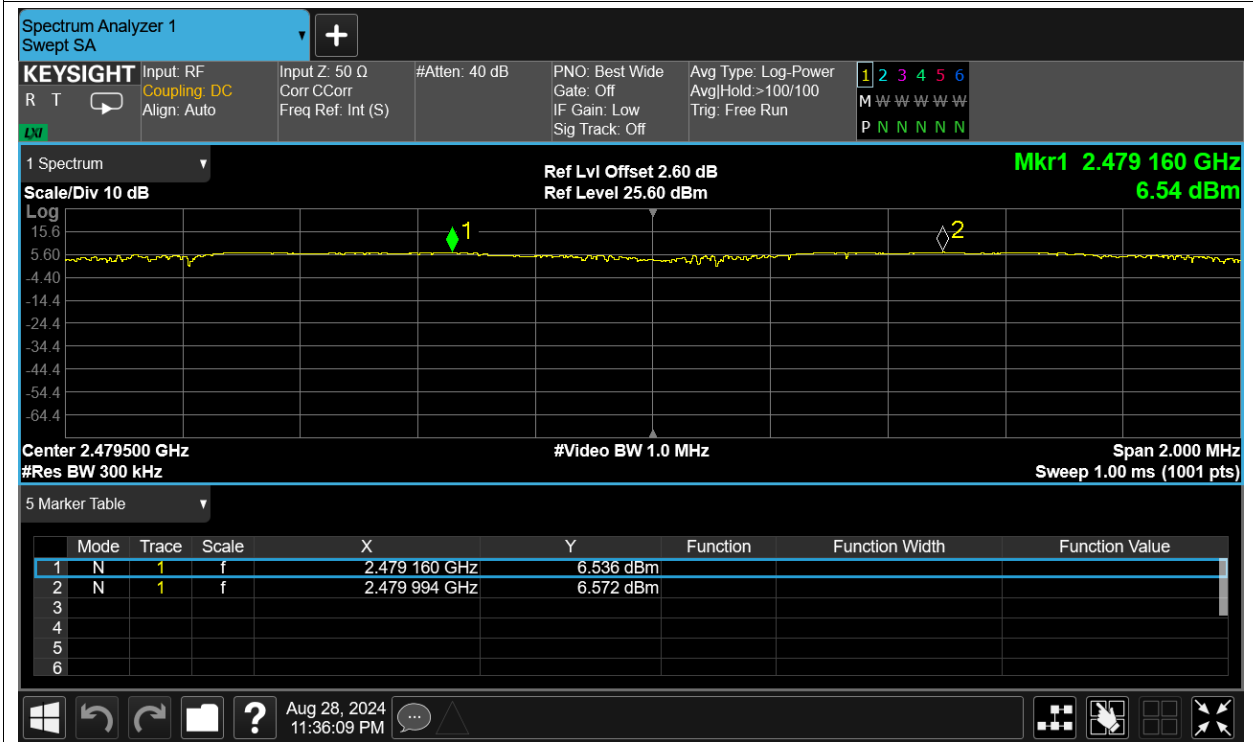 Spectrum Analyzer 1
Swept SA
+
KEYSIGHT
R T
LXI
Input: RF
Coupling: DC
Align: Auto
Input Z: 50 Ω
Corr CCorr
Freq Ref: Int (S)
#Atten: 40 dB
PNO: Best Wide
Gate: Off
IF Gain: Low
Sig Track: Off
Avg Type: Log-Power
Avg|Hold:>100/100
Trig: Free Run
1 2 3 4 5 6
M W W W W W
P N N N N N
1 Spectrum
Scale/Div 10 dB
Ref Lvl Offset 2.60 dB
Ref Level 25.60 dBm
Mkr1 2.479 160 GHz
6.54 dBm
Log
15.6
5.60
-4.40
-14.4
-24.4
-34.4
-44.4
-54.4
-64.4
1
2
Center 2.479500 GHz
#Res BW 300 kHz
#Video BW 1.0 MHz
Span 2.000 MHz
Sweep 1.00 ms (1001 pts)
5 Marker Table
Mode Trace Scale X Y Function Function Width Function Value
1 N 1 f 2.479 160 GHz 6.536 dBm
2 N 1 f 2.479 994 GHz 6.572 dBm
3
4
5
6
?
Aug 28, 2024
11:36:09 PM